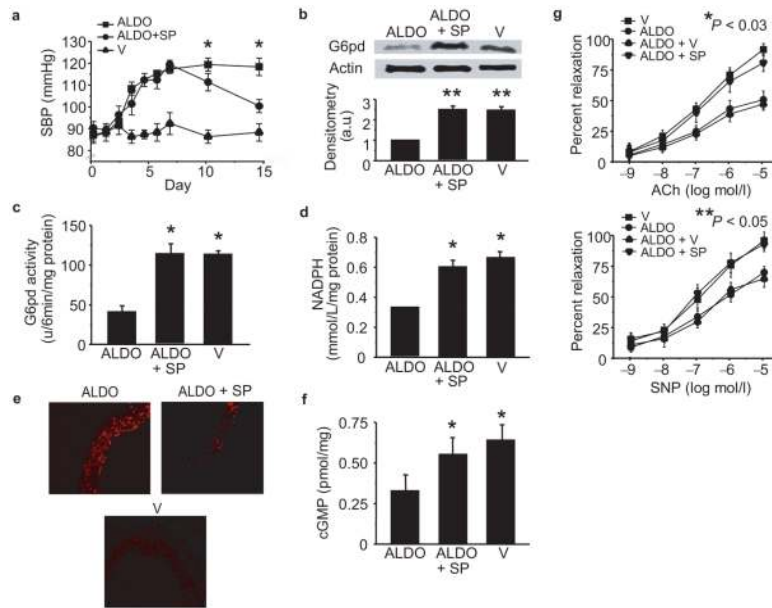 a
ALDO
ALDO+SP
V
SBP (mmHg)
130
120
110
100
90
80
* *
0 5 10 15
Day
b
ALDO
ALDO
+ SP
V
G6pd
Actin
Densitometry
(a.u)
3
2
1
0
** **
ALDO ALDO V
+ SP
c
G6pd activity
(u/6min/mg protein)
150
100
50
0
* *
ALDO ALDO V
+ SP
d
NADPH
(mmol/L/mg protein)
0.8
0.6
0.4
0.2
0
* *
ALDO ALDO V
+ SP
e
ALDO ALDO + SP
V
f
cGMP (pmol/mg)
0.75
0.50
0.25
0
* *
ALDO ALDO V
+ SP
g
V
ALDO
ALDO + V
ALDO + SP
*P < 0.03
Percent relaxation
100
75
50
25
0
–9 –8 –7 –6 –5
ACh (log mol/l)
V
ALDO
ALDO + V
ALDO + SP
**P < 0.05
Percent relaxation
100
75
50
25
0
–9 –8 –7 –6 –5
SNP (log mol/l)